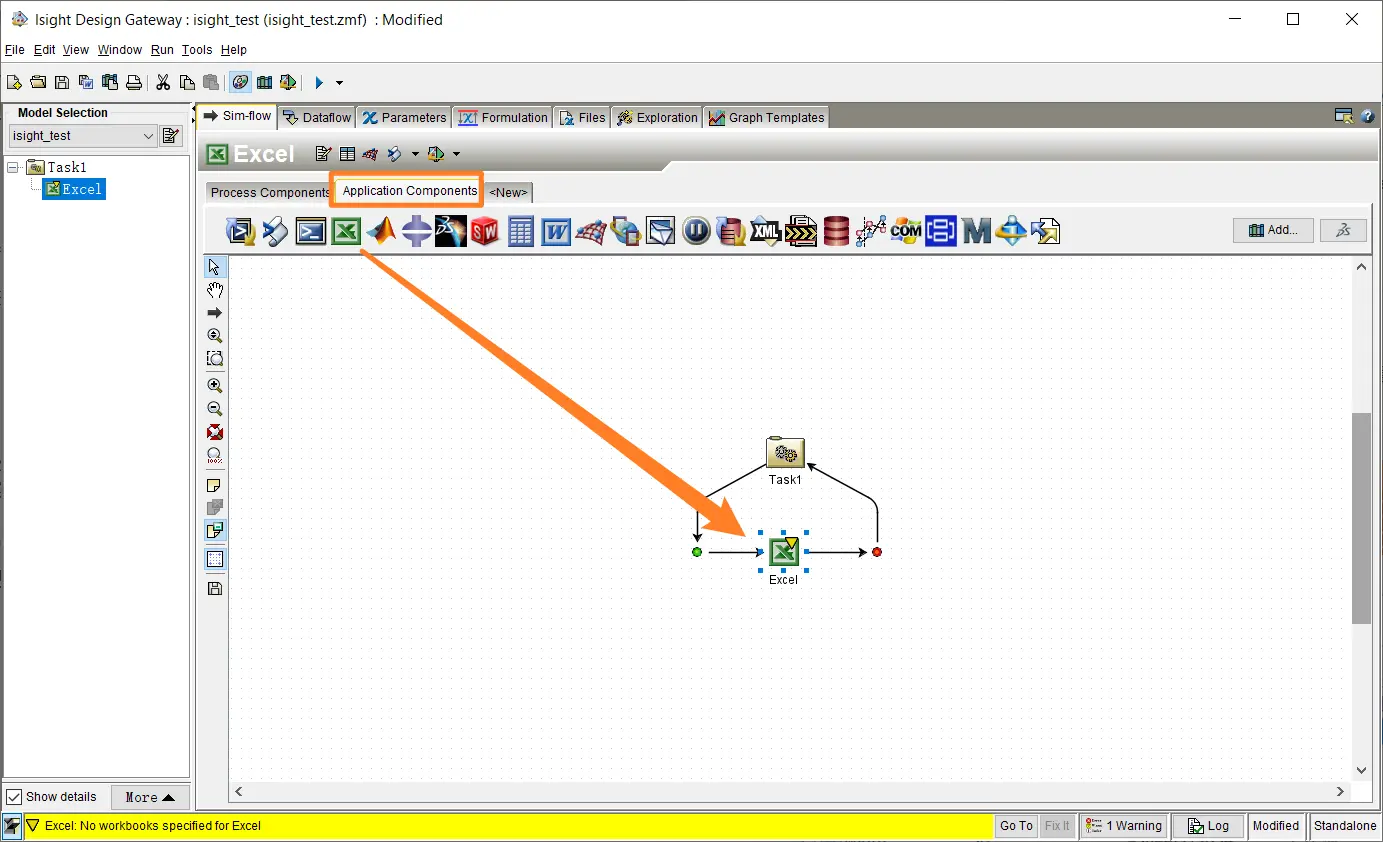 Isight Design Gateway : isight_test (isight_test.zmf) : Modified
File Edit View Window Run Tools Help
Model Selection
isight_test
Task1
Excel
Sim-flow Dataflow Parameters Formulation Files Exploration Graph Templates
Excel
Process Components Application Components <New>
SW W XML COM M
Add...
100%
Task1
Excel
Show details More
Excel: No workbooks specified for Excel
Go To Fix It 1 Warning Log Modified Standalone